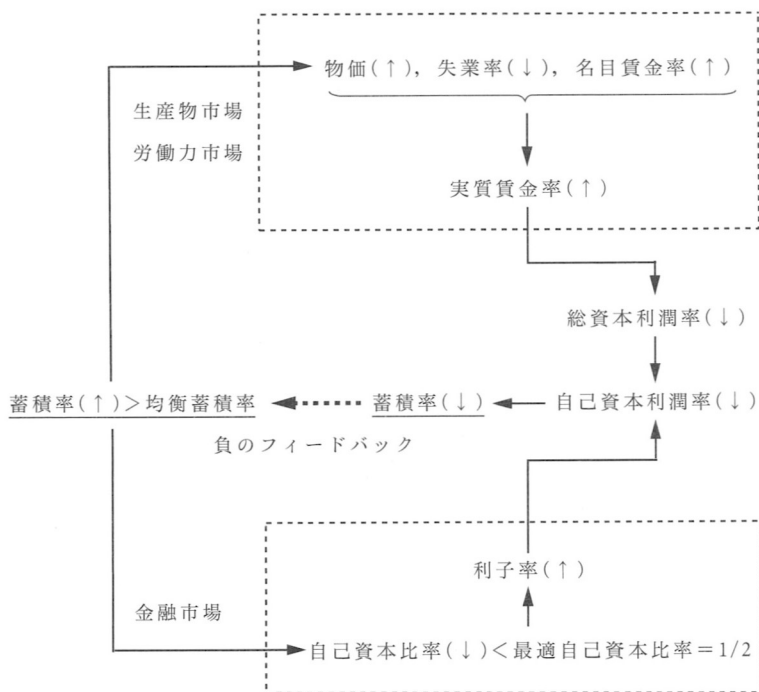 物価(↑), 失業率(↓), 名目賃金率(↑)
生産物市場
労働力市場
実質賃金率(↑)
総資本利潤率(↓)
蓄積率(↑)>均衡蓄積率
蓄積率(↓)
自己資本利潤率(↓)
負のフィードバック
利子率(↑)
金融市場
自己資本比率(↓)<最適自己資本比率=1/2